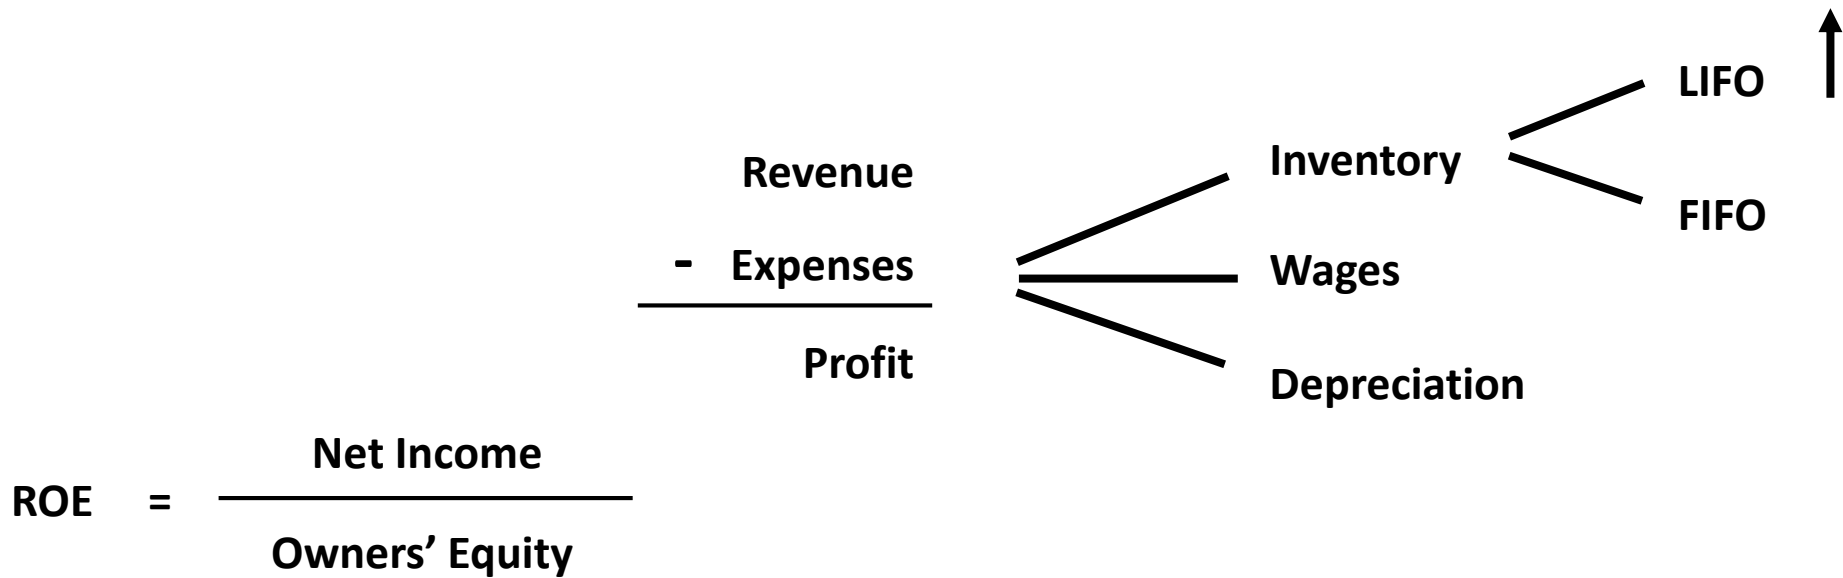 LIFO
Inventory
Revenue
FIFO
- Expenses
Wages
Profit
Depreciation
Net Income
ROE =
Owners’ Equity